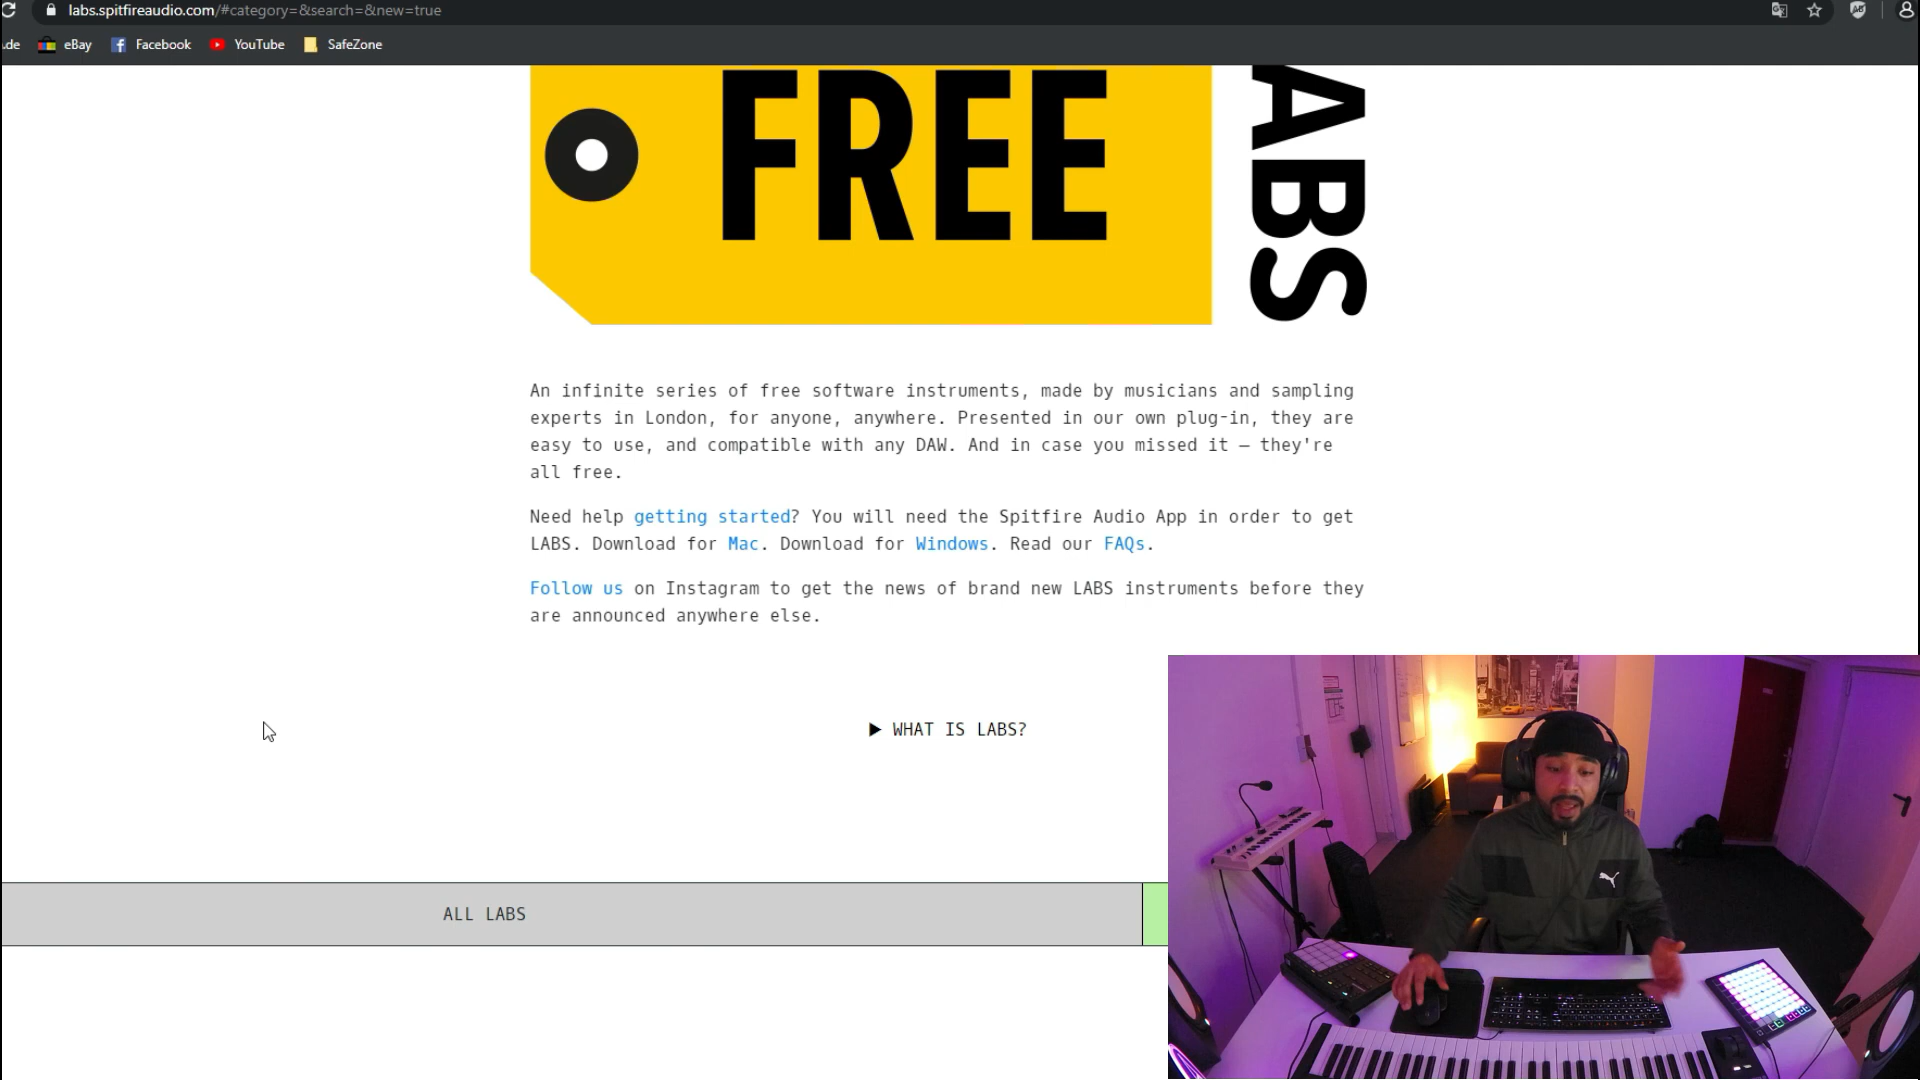 labs.spitfireaudio.com/#category=&search=&new=true
.de eBay Facebook YouTube SafeZone
FREE
ABS
An infinite series of free software instruments, made by musicians and sampling
experts in London, for anyone, anywhere. Presented in our own plug-in, they are
easy to use, and compatible with any DAW. And in case you missed it – they're
all free.
Need help getting started? You will need the Spitfire Audio App in order to get
LABS. Download for Mac. Download for Windows. Read our FAQs.
Follow us on Instagram to get the news of brand new LABS instruments before they
are announced anywhere else.
▶ WHAT IS LABS?
ALL LABS